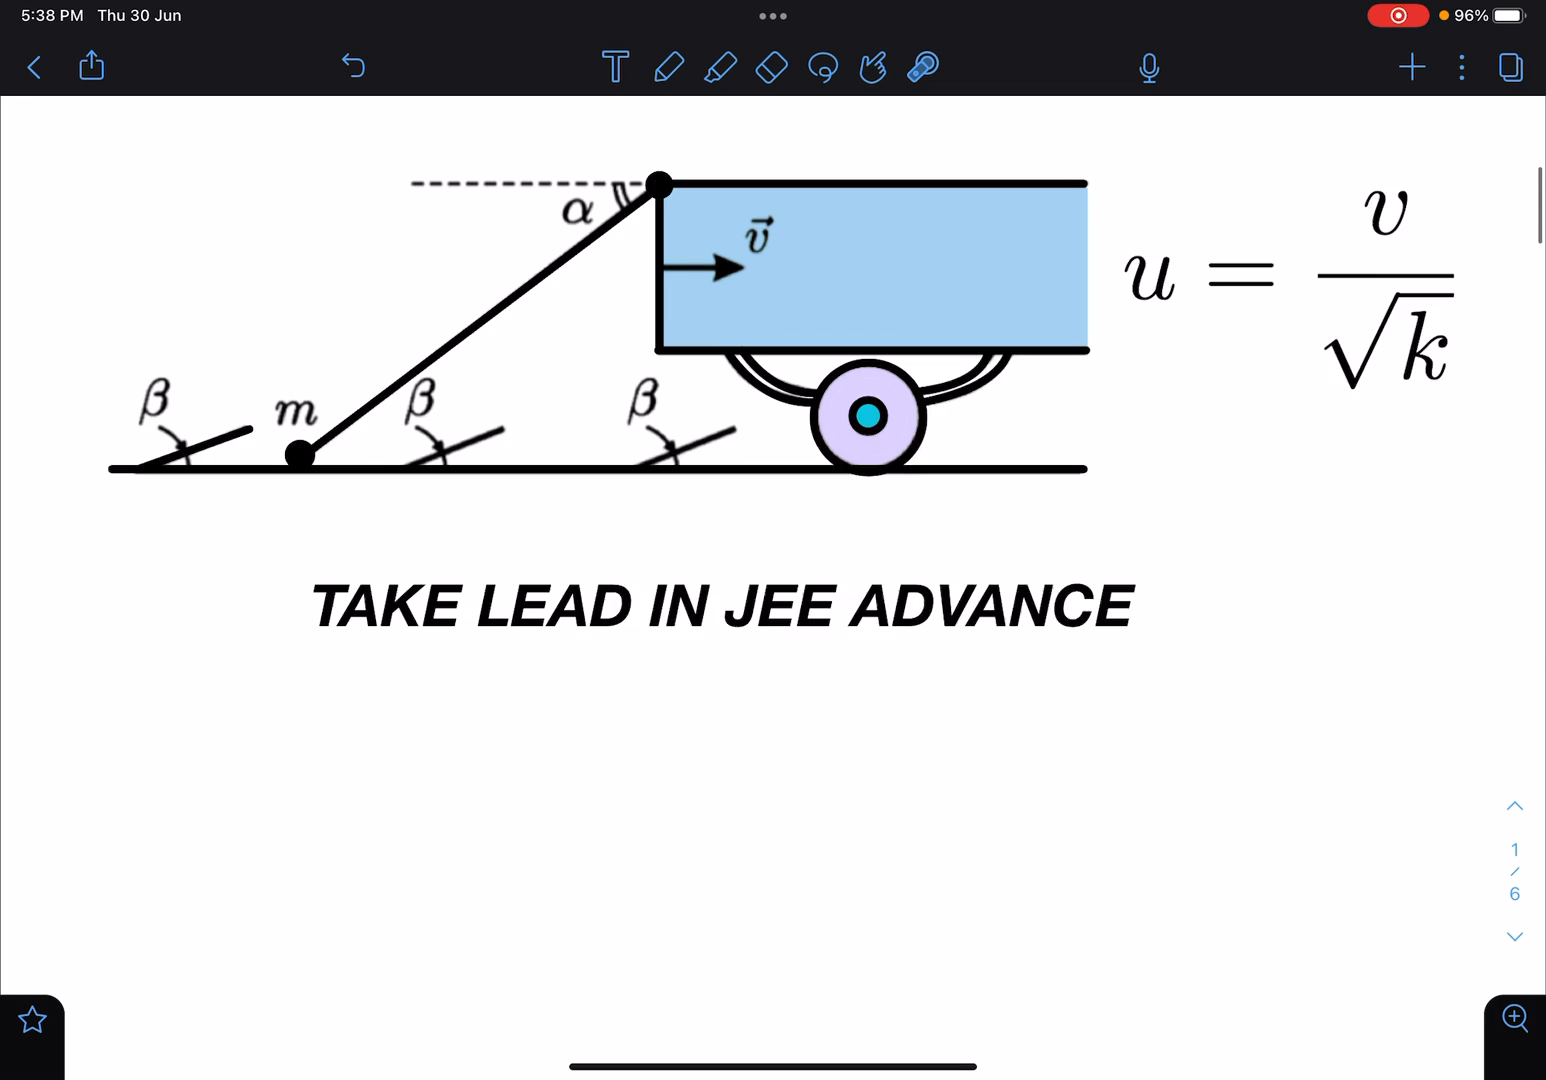 5:38 PM Thu 30 Jun
96%
T
α
v⃗
u = v / √k
β
m
β
β
TAKE LEAD IN JEE ADVANCE
1
/
6